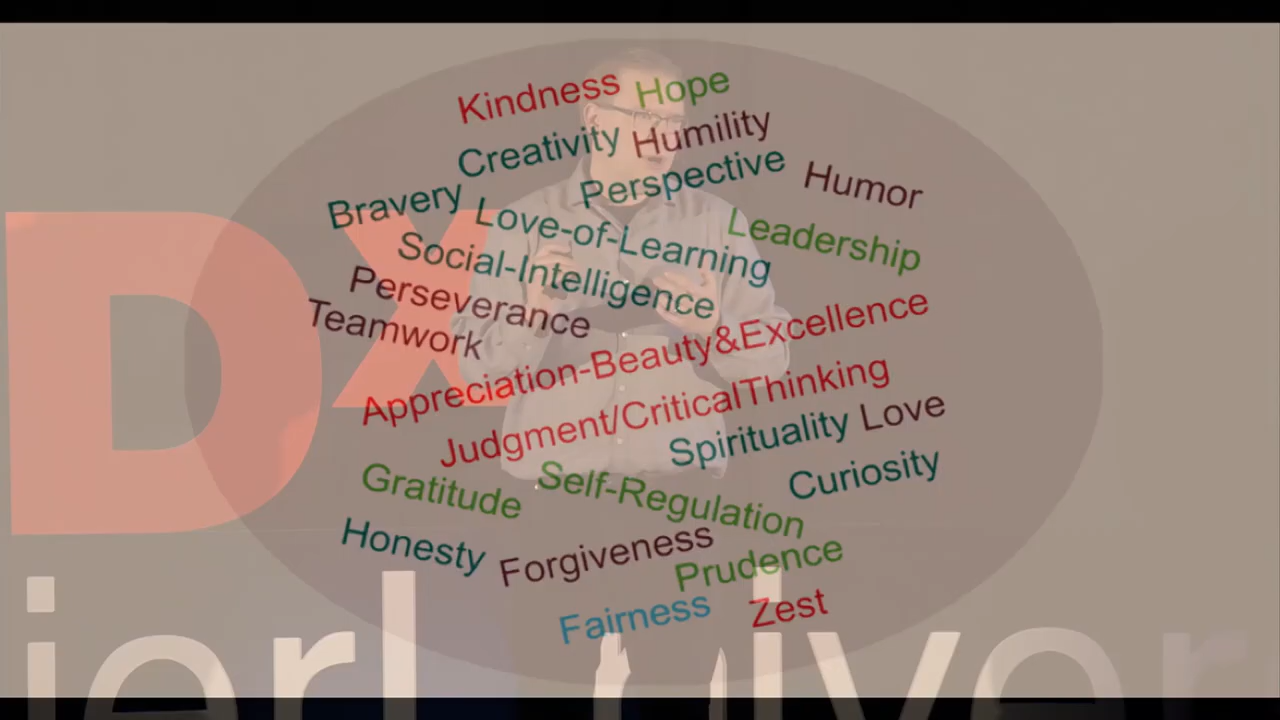 Kindness Hope
Creativity Humility
Perspective Humor
Bravery Love-of-Learning
Leadership
Social-Intelligence
Perseverance
Teamwork
Appreciation-Beauty&Excellence
Judgment/CriticalThinking
Spirituality Love
Curiosity
Gratitude Self-Regulation
Honesty Forgiveness
Prudence
Fairness Zest
DX